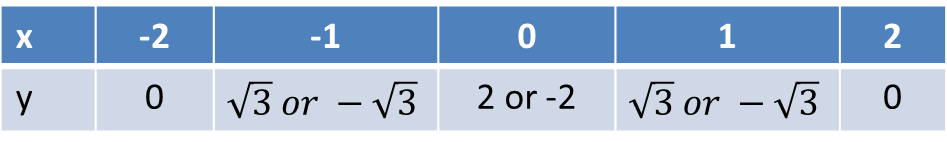 x -2 -1 0 1 2
y 0 √3 or −√3 2 or -2 √3 or −√3 0